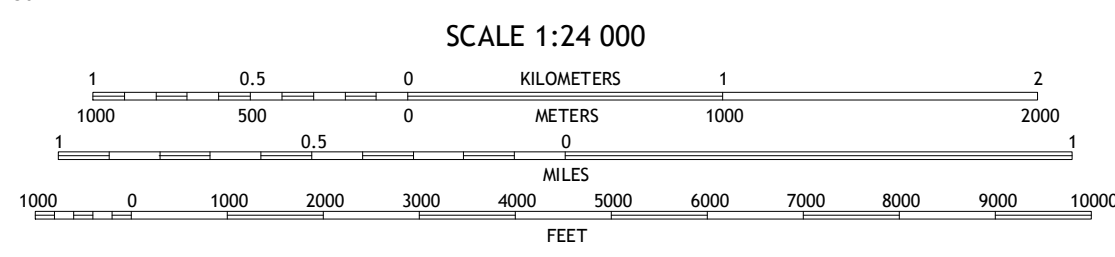 SCALE 1:24 000
1 0.5 0 KILOMETERS 1 2
1000 500 0 METERS 1000 2000
1 0.5 0 1
MILES
1000 0 1000 2000 3000 4000 5000 6000 7000 8000 9000 10000
FEET